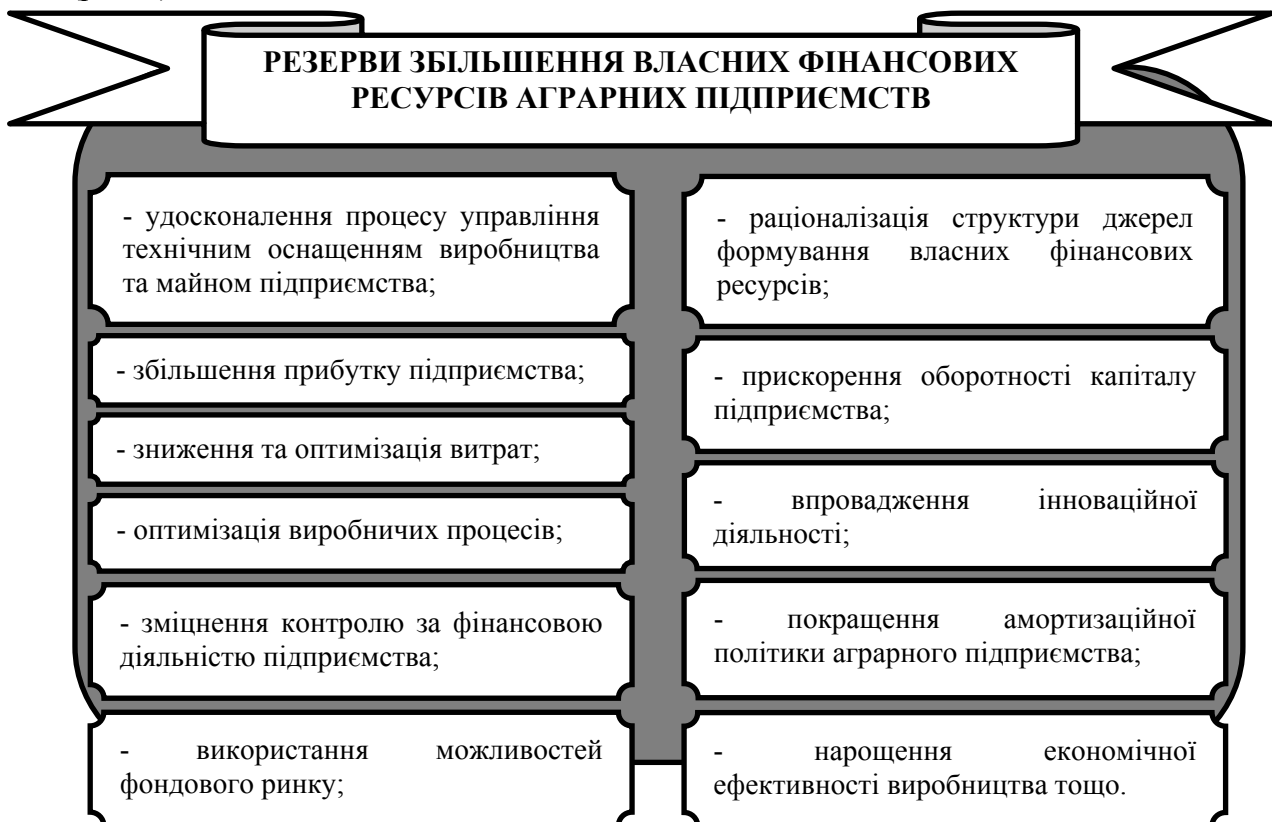 РЕЗЕРВИ ЗБІЛЬШЕННЯ ВЛАСНИХ ФІНАНСОВИХ
РЕСУРСІВ АГРАРНИХ ПІДПРИЄМСТВ
- удосконалення процесу управління
технічним оснащенням виробництва
та майном підприємства;
- збільшення прибутку підприємства;
- зниження та оптимізація витрат;
- оптимізація виробничих процесів;
- зміцнення контролю за фінансовою
діяльністю підприємства;
- використання можливостей
фондового ринку;
- раціоналізація структури джерел
формування власних фінансових
ресурсів;
- прискорення оборотності капіталу
підприємства;
- впровадження інноваційної
діяльності;
- покращення амортизаційної
політики аграрного підприємства;
- нарощення економічної
ефективності виробництва тощо.